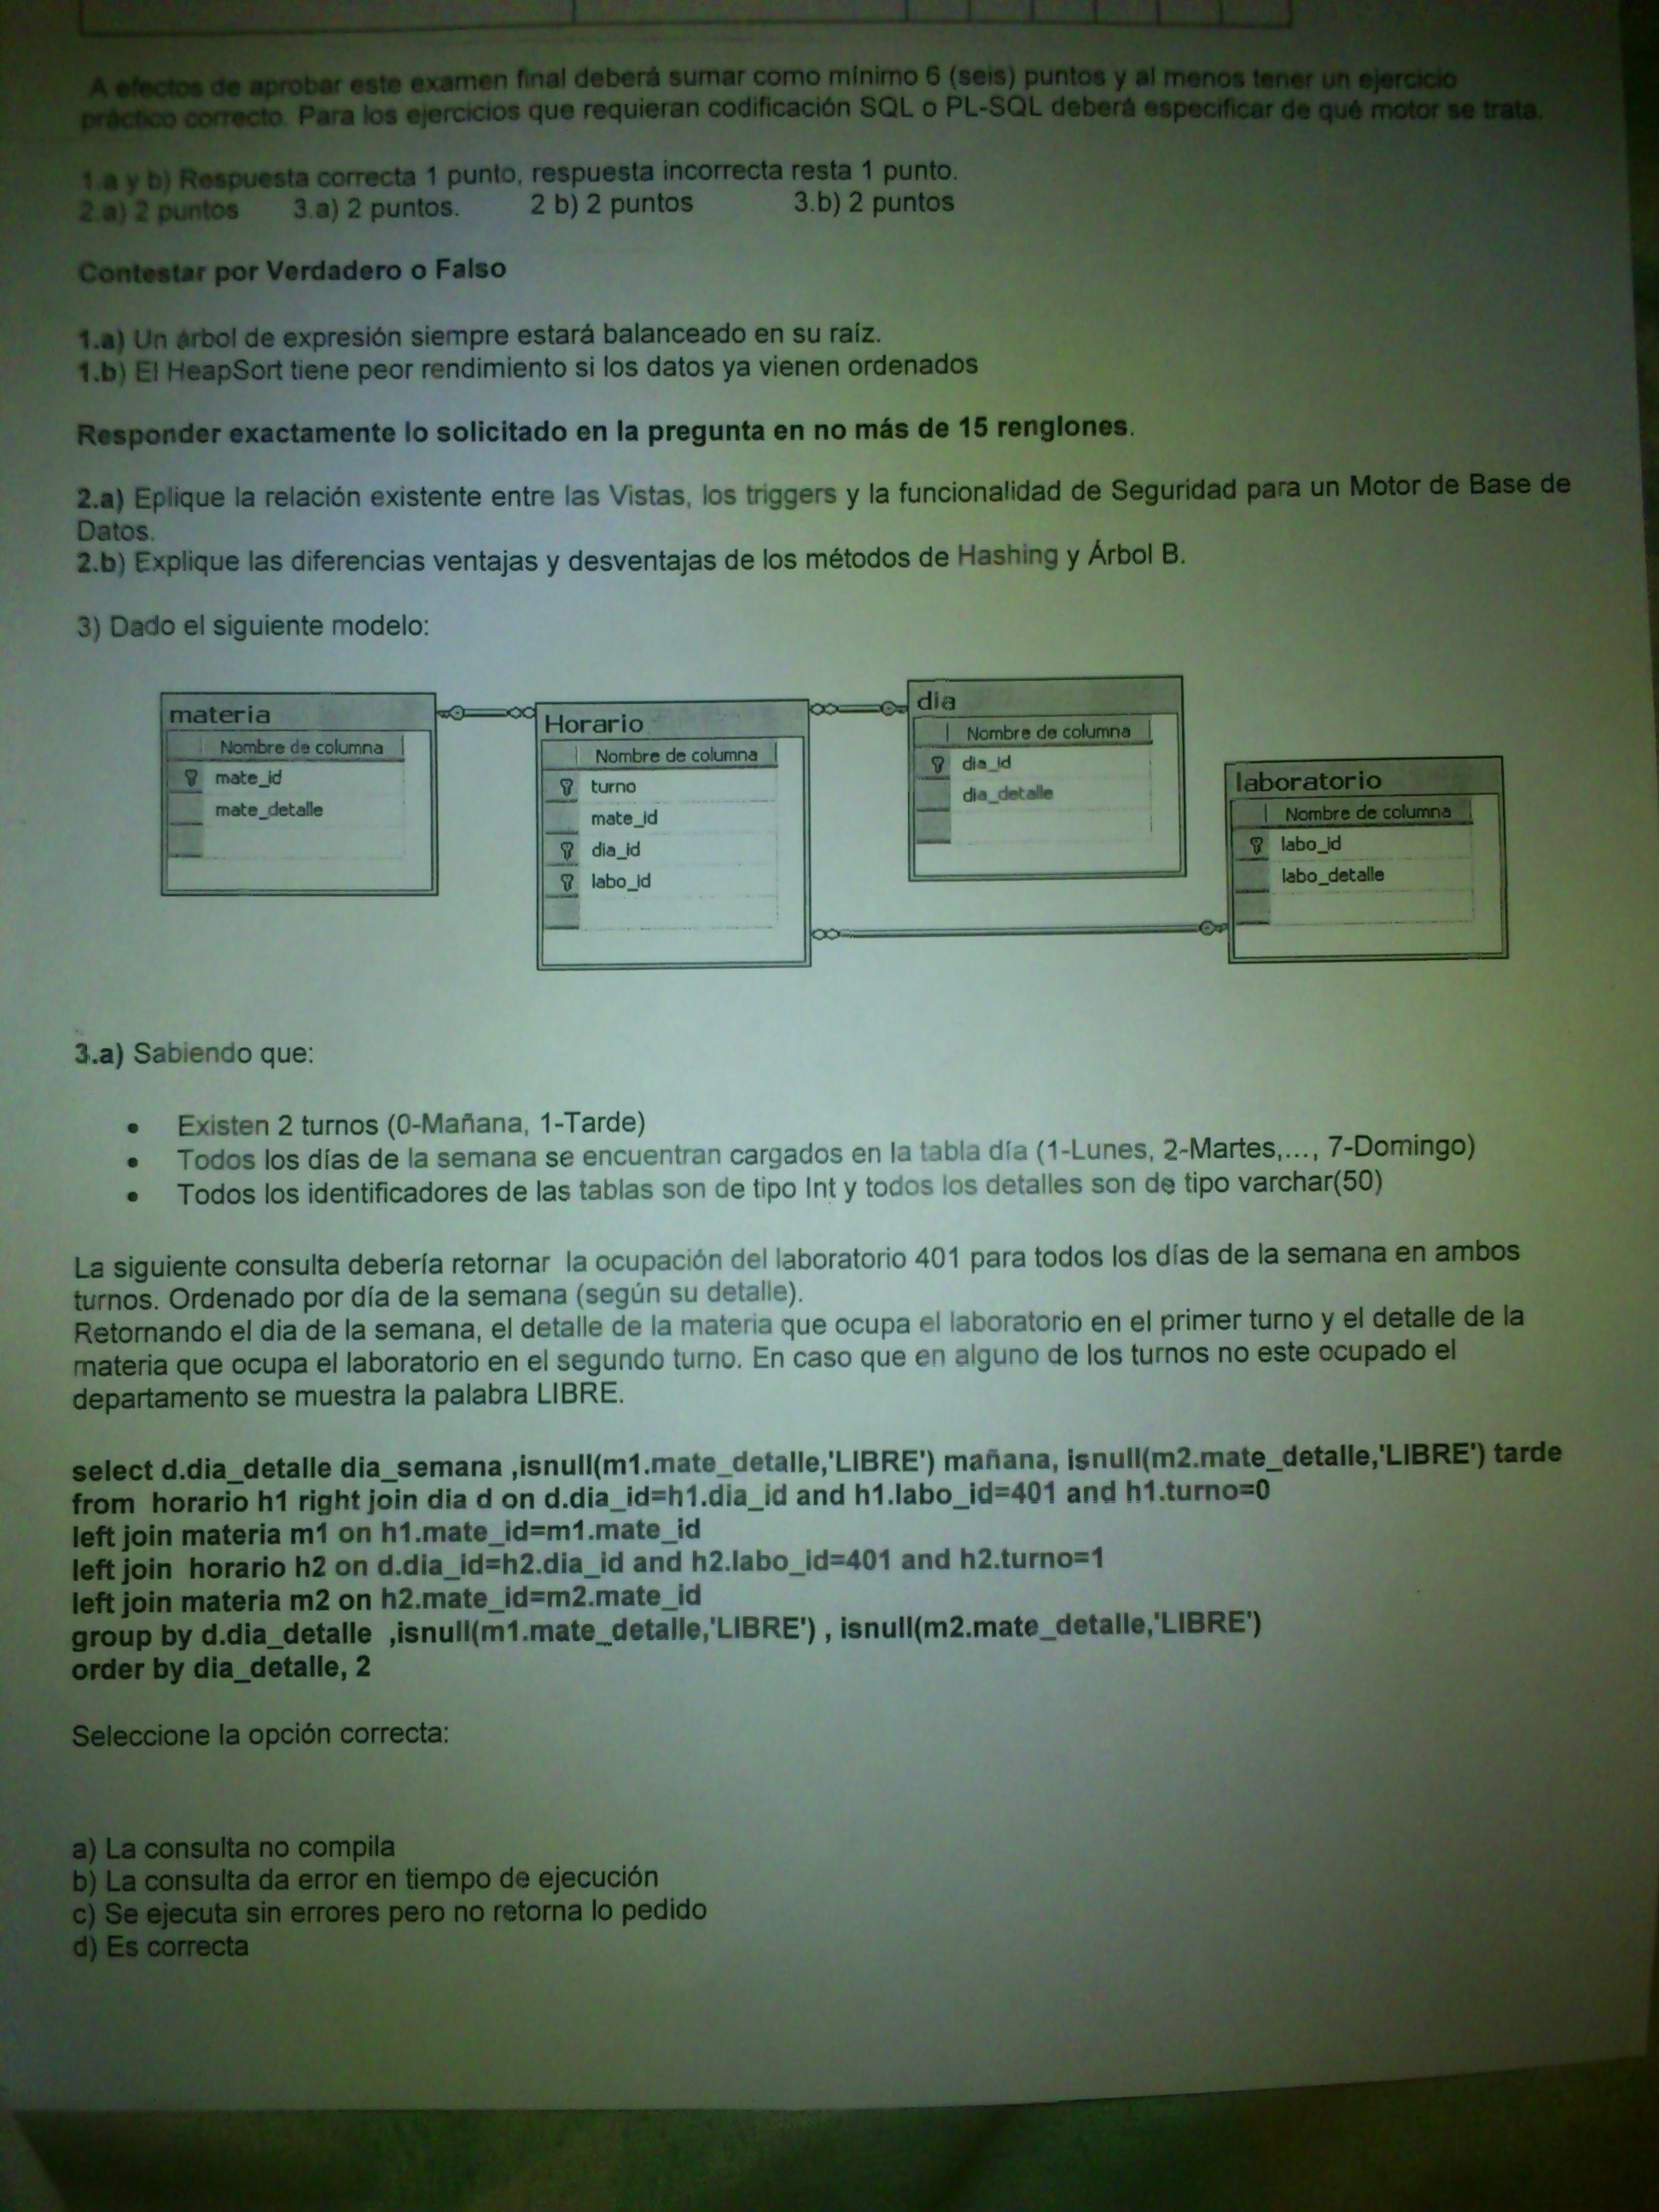 A efectos de aprobar este examen final deberá sumar como mínimo 6 (seis) puntos y al menos tener un ejercicio
práctico correcto. Para los ejercicios que requieran codificación SQL o PL-SQL deberá especificar de qué motor se trata.
1.a y b) Respuesta correcta 1 punto, respuesta incorrecta resta 1 punto.
2.a) 2 puntos 3.a) 2 puntos. 2 b) 2 puntos 3.b) 2 puntos
Contestar por Verdadero o Falso
1.a) Un árbol de expresión siempre estará balanceado en su raíz.
1.b) El HeapSort tiene peor rendimiento si los datos ya vienen ordenados
Responder exactamente lo solicitado en la pregunta en no más de 15 renglones.
2.a) Eplique la relación existente entre las Vistas, los triggers y la funcionalidad de Seguridad para un Motor de Base de
Datos.
2.b) Explique las diferencias ventajas y desventajas de los métodos de Hashing y Árbol B.
3) Dado el siguiente modelo:
materia
Nombre de columna
mate_id
mate_detalle
Horario
Nombre de columna
turno
mate_id
dia_id
labo_id
dia
Nombre de columna
dia_id
dia_detalle
laboratorio
Nombre de columna
labo_id
labo_detalle
3.a) Sabiendo que:
• Existen 2 turnos (0-Mañana, 1-Tarde)
• Todos los días de la semana se encuentran cargados en la tabla día (1-Lunes, 2-Martes,..., 7-Domingo)
• Todos los identificadores de las tablas son de tipo Int y todos los detalles son de tipo varchar(50)
La siguiente consulta debería retornar la ocupación del laboratorio 401 para todos los días de la semana en ambos
turnos. Ordenado por día de la semana (según su detalle).
Retornando el dia de la semana, el detalle de la materia que ocupa el laboratorio en el primer turno y el detalle de la
materia que ocupa el laboratorio en el segundo turno. En caso que en alguno de los turnos no este ocupado el
departamento se muestra la palabra LIBRE.
select d.dia_detalle dia_semana ,isnull(m1.mate_detalle,'LIBRE') mañana, isnull(m2.mate_detalle,'LIBRE') tarde
from horario h1 right join dia d on d.dia_id=h1.dia_id and h1.labo_id=401 and h1.turno=0
left join materia m1 on h1.mate_id=m1.mate_id
left join horario h2 on d.dia_id=h2.dia_id and h2.labo_id=401 and h2.turno=1
left join materia m2 on h2.mate_id=m2.mate_id
group by d.dia_detalle ,isnull(m1.mate_detalle,'LIBRE') , isnull(m2.mate_detalle,'LIBRE')
order by dia_detalle, 2
Seleccione la opción correcta:
a) La consulta no compila
b) La consulta da error en tiempo de ejecución
c) Se ejecuta sin errores pero no retorna lo pedido
d) Es correcta